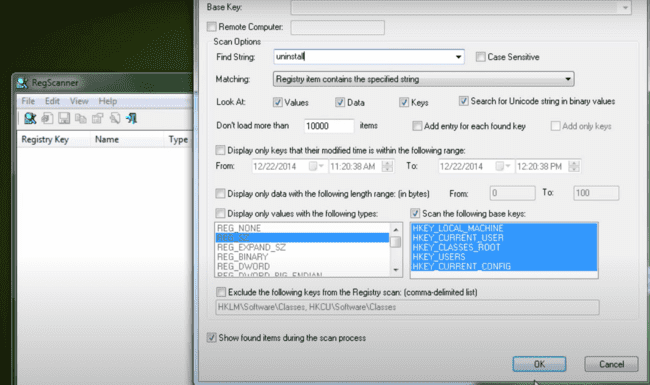 Base Key:
Remote Computer:
Scan Options
Find String: uninstall Case Sensitive
Matching: Registry item contains the specified string
Look At: Values Data Keys Search for Unicode string in binary values
Don't load more than 10000 items Add entry for each found key Add only keys
Display only keys that their modified time is within the following range:
From: 12/22/2014 11:20:38 AM To: 12/22/2014 12:20:38 PM
Display only data with the following length range: (in bytes) From: 0 To: 100
Display only values with the following types: Scan the following base keys:
REG_NONE
REG_EXPAND_SZ
REG_BINARY
REG_DWORD
REG_DWORD_BIG_ENDIAN
HKEY_LOCAL_MACHINE
HKEY_CURRENT_USER
HKEY_CLASSES_ROOT
HKEY_USERS
HKEY_CURRENT_CONFIG
Exclude the following keys from the Registry scan: (comma-delimited list)
HKLM\Software\Classes, HKCU\Software\Classes
Show found items during the scan process
OK Cancel
RegScanner
File Edit View Help
Registry Key Name Type